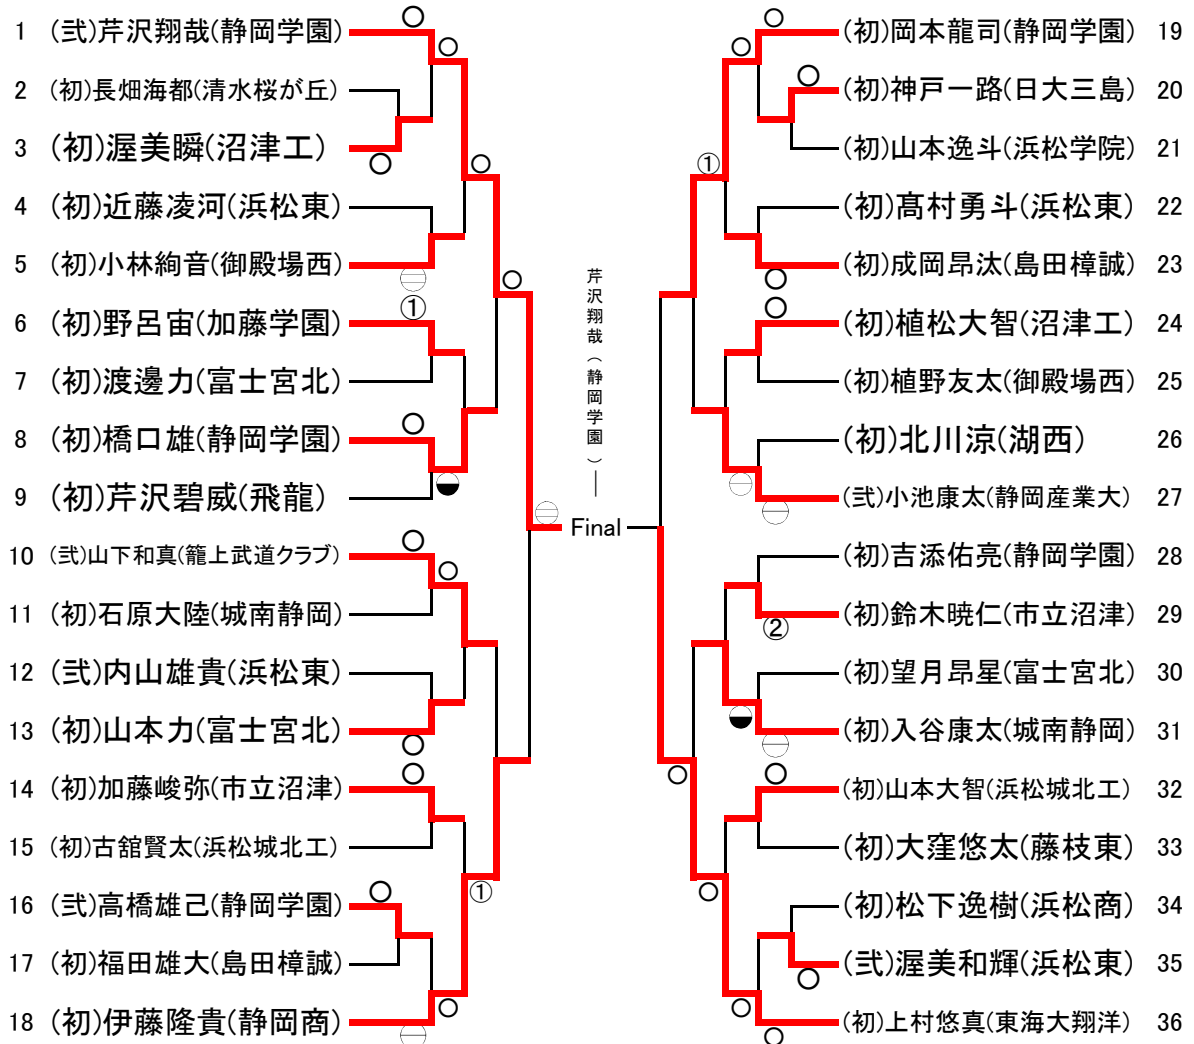 1 (弐)芹沢翔哉(静岡学園)
2 (初)長畑海都(清水桜が丘)
3 (初)渥美瞬(沼津工)
4 (初)近藤凌河(浜松東)
5 (初)小林絢音(御殿場西)
①
6 (初)野呂宙(加藤学園)
7 (初)渡邊力(富士宮北)
8 (初)橋口雄(静岡学園)
9 (初)芹沢碧威(飛龍)
10 (弐)山下和真(籠上武道クラブ)
11 (初)石原大陸(城南静岡)
12 (弐)内山雄貴(浜松東)
13 (初)山本力(富士宮北)
14 (初)加藤峻弥(市立沼津)
15 (初)古舘賢太(浜松城北工)
①
16 (弐)高橋雄己(静岡学園)
17 (初)福田雄大(島田樟誠)
18 (初)伊藤隆貴(静岡商)
芹沢翔哉(静岡学園)
Final
(初)岡本龍司(静岡学園) 19
(初)神戸一路(日大三島) 20
(初)山本逸斗(浜松学院) 21
①
(初)髙村勇斗(浜松東) 22
(初)成岡昂汰(島田樟誠) 23
(初)植松大智(沼津工) 24
(初)植野友太(御殿場西) 25
(初)北川涼(湖西) 26
(弐)小池康太(静岡産業大) 27
(初)吉添佑亮(静岡学園) 28
(初)鈴木暁仁(市立沼津) 29
②
(初)望月昂星(富士宮北) 30
(初)入谷康太(城南静岡) 31
(初)山本大智(浜松城北工) 32
(初)大窪悠太(藤枝東) 33
(初)松下逸樹(浜松商) 34
(弐)渥美和輝(浜松東) 35
(初)上村悠真(東海大翔洋) 36